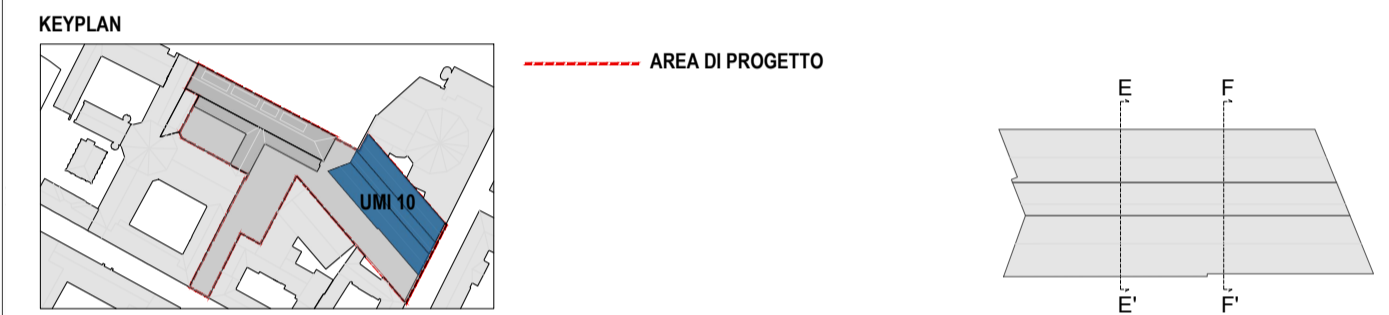 KEYPLAN
AREA DI PROGETTO
UMI 10
E F
E' F'